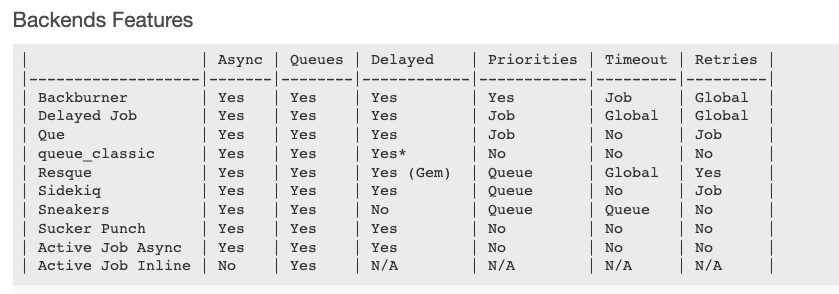 Backends Features
|                   | Async | Queues | Delayed    | Priorities | Timeout | Retries |
|-------------------|-------|--------|------------|------------|---------|---------|
| Backburner        | Yes   | Yes    | Yes        | Yes        | Job     | Global  |
| Delayed Job       | Yes   | Yes    | Yes        | Job        | Global  | Global  |
| Que               | Yes   | Yes    | Yes        | Job        | No      | Job     |
| queue_classic     | Yes   | Yes    | Yes*       | No         | No      | No      |
| Resque            | Yes   | Yes    | Yes (Gem)  | Queue      | Global  | Yes     |
| Sidekiq           | Yes   | Yes    | Yes        | Queue      | No      | Job     |
| Sneakers          | Yes   | Yes    | No         | Queue      | Queue   | No      |
| Sucker Punch      | Yes   | Yes    | Yes        | No         | No      | No      |
| Active Job Async  | Yes   | Yes    | Yes        | No         | No      | No      |
| Active Job Inline | No    | Yes    | N/A        | N/A        | N/A     | N/A     |